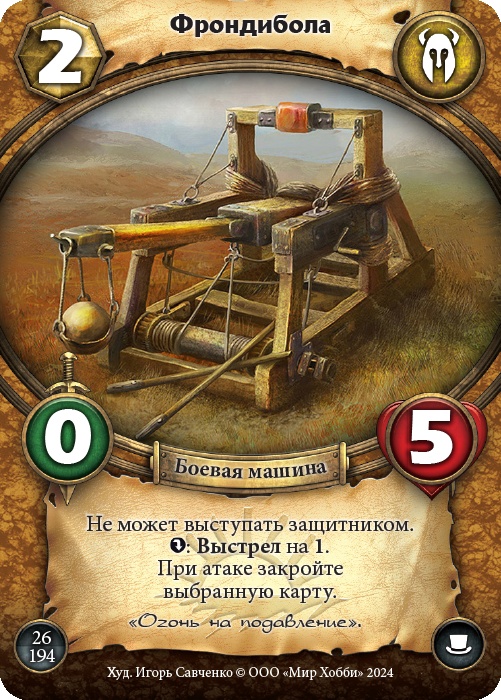 Фрондибола
2
0
5
Боевая машина
Не может выступать защитником.
: Выстрел на 1.
При атаке закройте
выбранную карту.
«Огонь на подавление».
26
194
Худ. Игорь Савченко © ООО «Мир Хобби» 2024